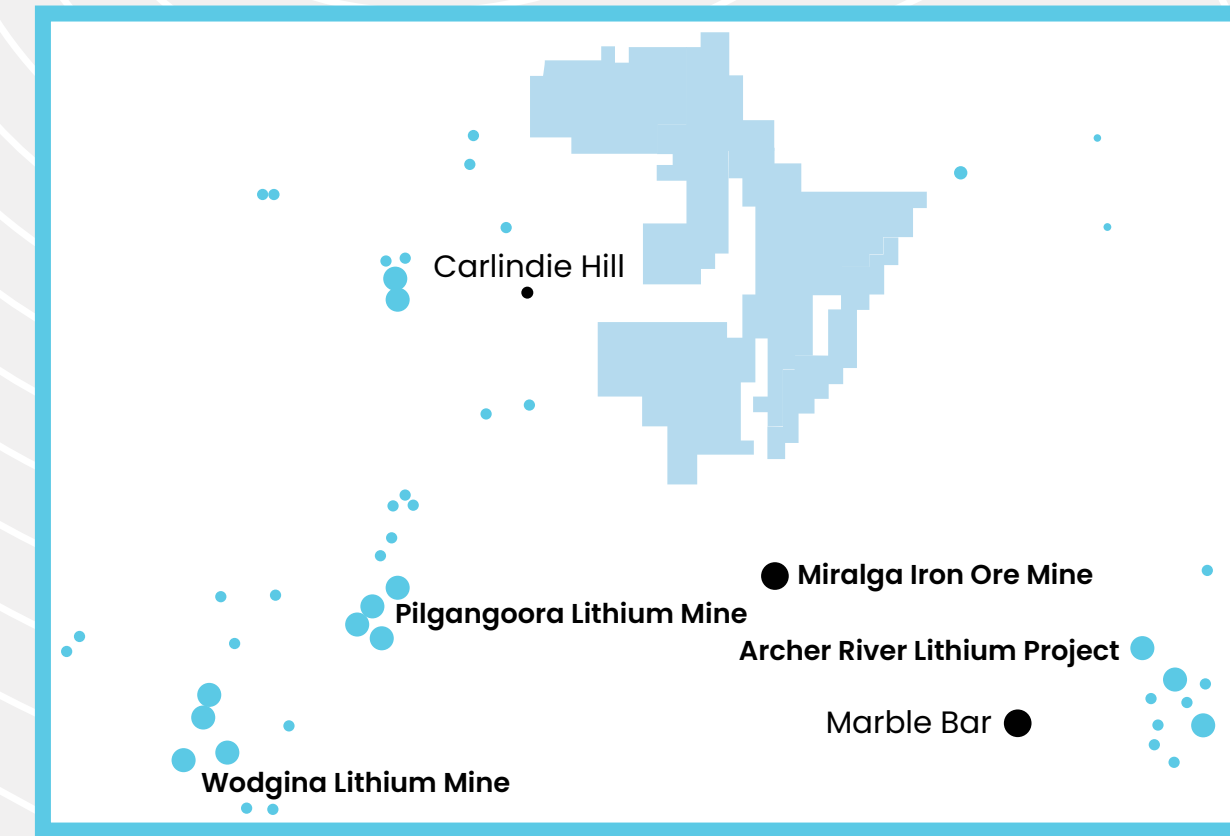 Carlindie Hill
Miralga Iron Ore Mine
Pilgangoora Lithium Mine
Archer River Lithium Project
Marble Bar
Wodgina Lithium Mine